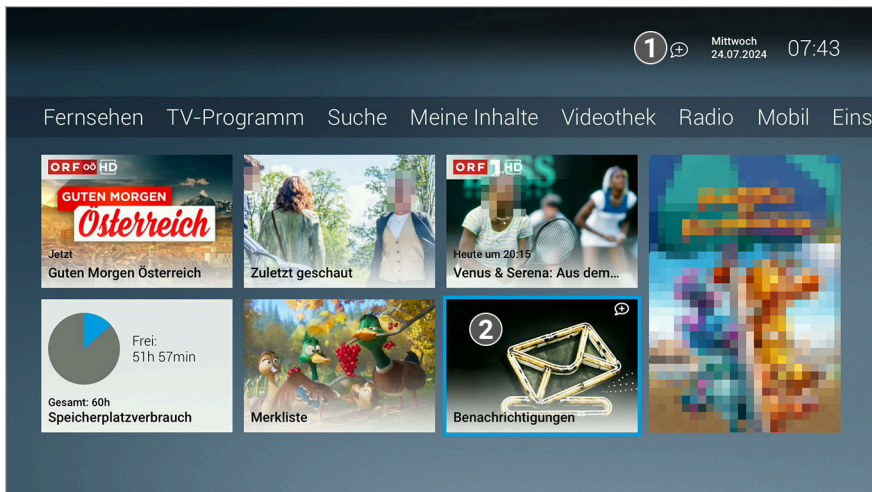 1
Mittwoch
24.07.2024
07:43
Fernsehen TV-Programm Suche Meine Inhalte Videothek Radio Mobil Eins
ORF OÖ HD
GUTEN MORGEN
Österreich
Jetzt
Guten Morgen Österreich
Zuletzt geschaut
ORF 1 HD
Heute um 20:15
Venus & Serena: Aus dem...
Frei:
51h 57min
Gesamt: 60h
Speicherplatzverbrauch
Merkliste
2
Benachrichtigungen